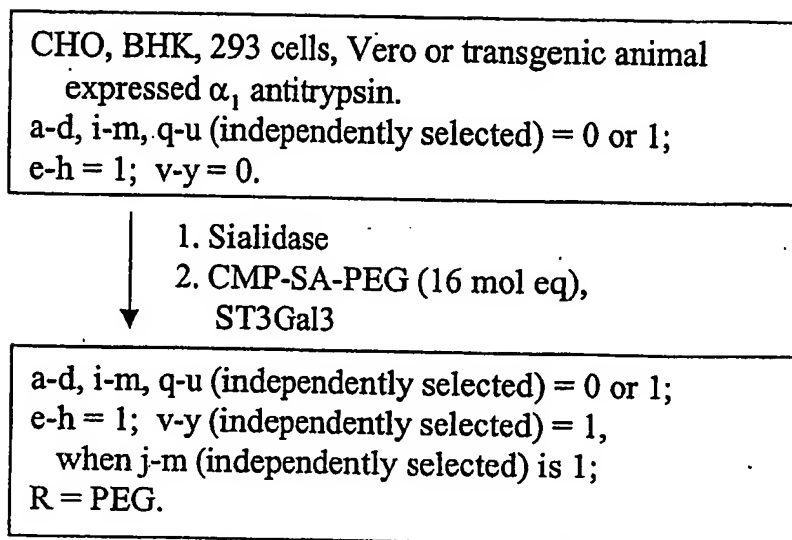 CHO, BHK, 293 cells, Vero or transgenic animal
expressed α₁ antitrypsin.
a-d, i-m, q-u (independently selected) = 0 or 1;
e-h = 1; v-y = 0.
1. Sialidase
2. CMP-SA-PEG (16 mol eq),
ST3Gal3
a-d, i-m, q-u (independently selected) = 0 or 1;
e-h = 1; v-y (independently selected) = 1,
when j-m (independently selected) is 1;
R = PEG.